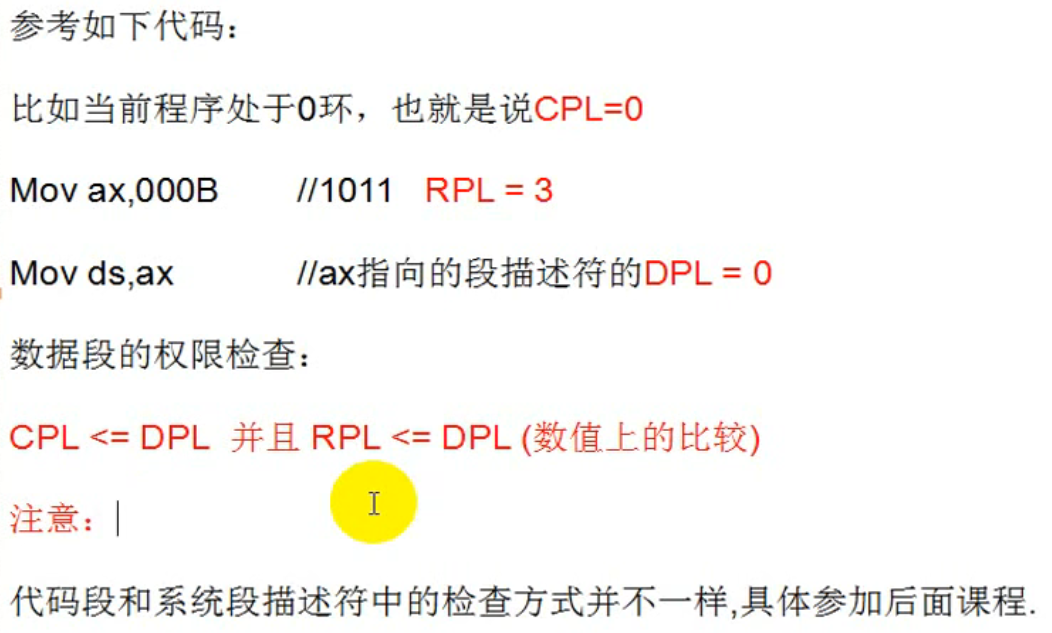 参考如下代码：
比如当前程序处于0环，也就是说CPL=0
Mov ax,000B //1011 RPL = 3
Mov ds,ax //ax指向的段描述符的DPL = 0
数据段的权限检查：
CPL <= DPL 并且 RPL <= DPL (数值上的比较)
注意：
代码段和系统段描述符中的检查方式并不一样,具体参加后面课程.